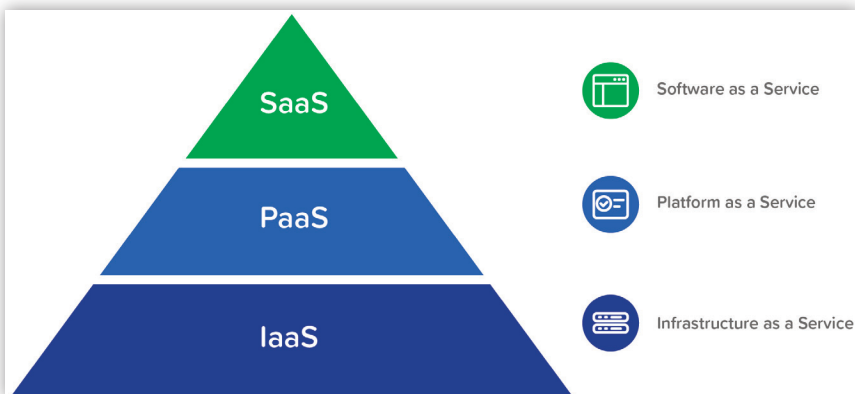 SaaS
Software as a Service
PaaS
Platform as a Service
IaaS
Infrastructure as a Service